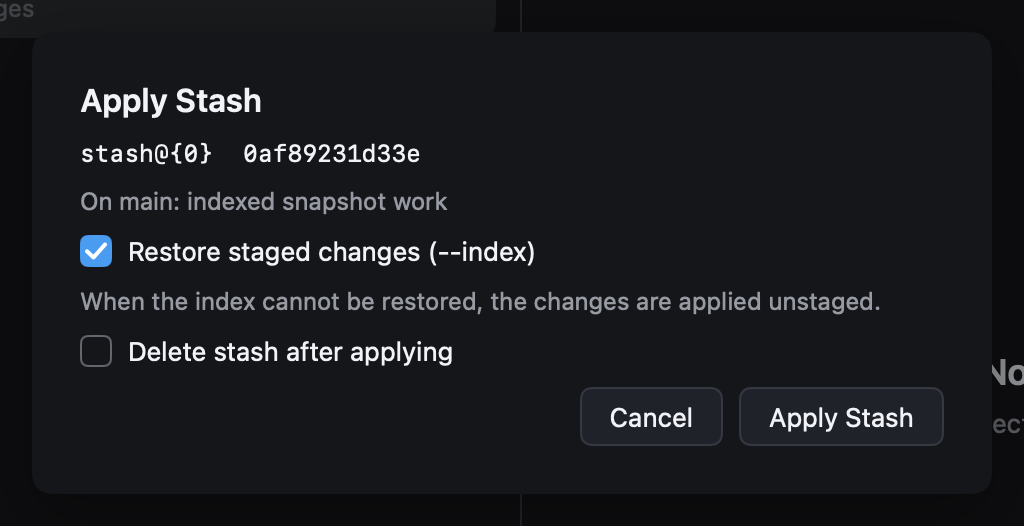 Apply Stash
stash@{0} 0af89231d33e
On main: indexed snapshot work
Restore staged changes (--index)
When the index cannot be restored, the changes are applied unstaged.
Delete stash after applying
Cancel
Apply Stash